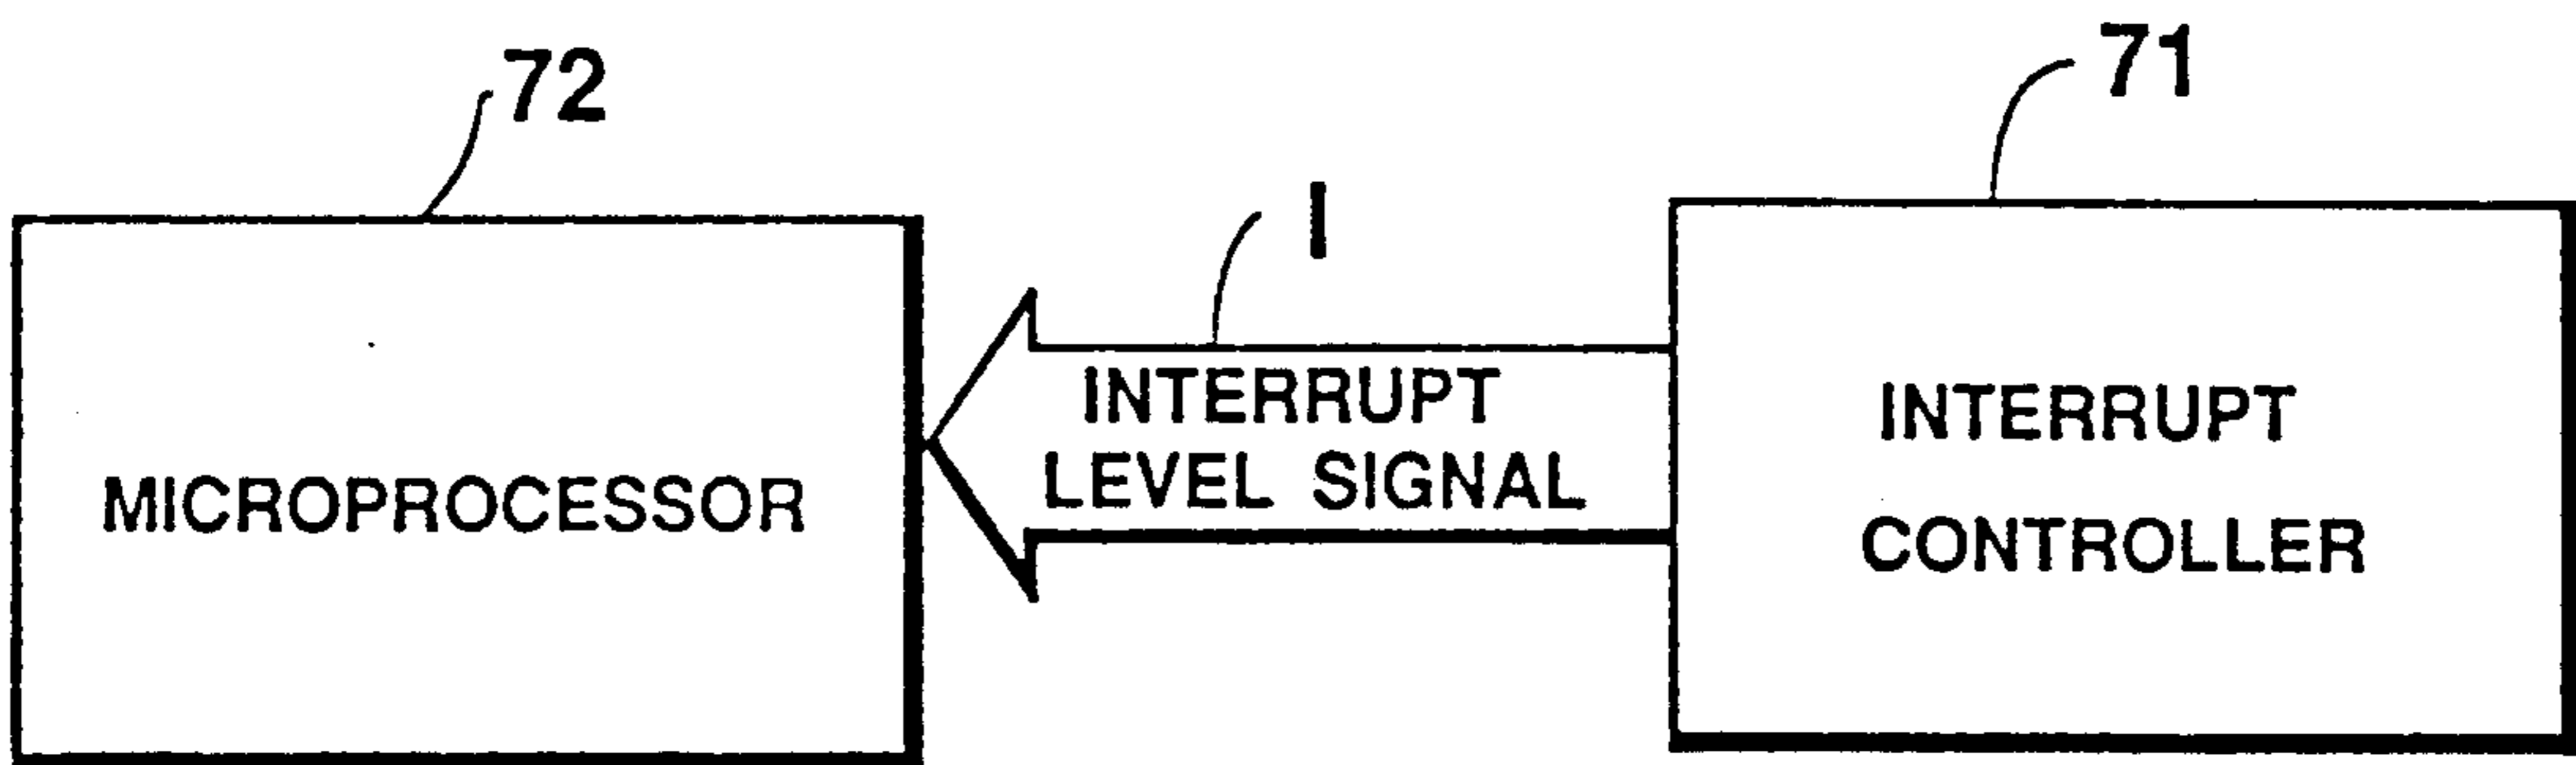 72
71
I
INTERRUPT
LEVEL SIGNAL
INTERRUPT
CONTROLLER
MICROPROCESSOR